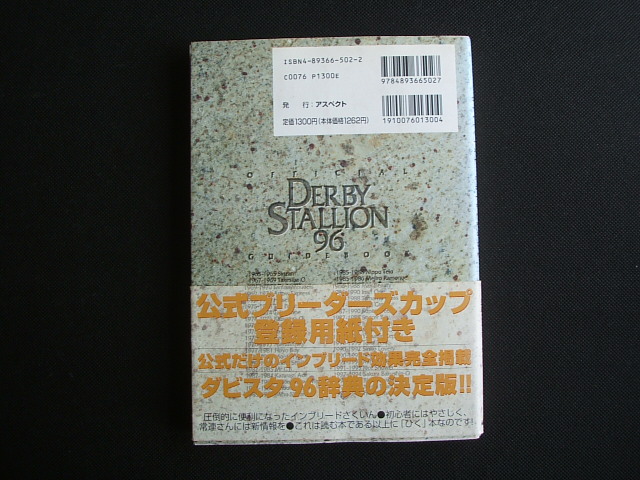 ISBN4-89366-502-2
C0076 P1300E
発　行：アスペクト
定価1300円(本体価格1262円)
9784893665027
1910076013004
OFFICIAL
DERBY
STALLION
96
GUIDEBOOK
公式ブリーダーズカップ
登録用紙付き
公式だけのインブリード効果完全掲載
ダビスタ96辞典の決定版!!
圧倒的に便利になったインブリードさくいん●初心者にはやさしく、
常連さんには新情報を●これは読む本である以上に「ひく」本なのです!